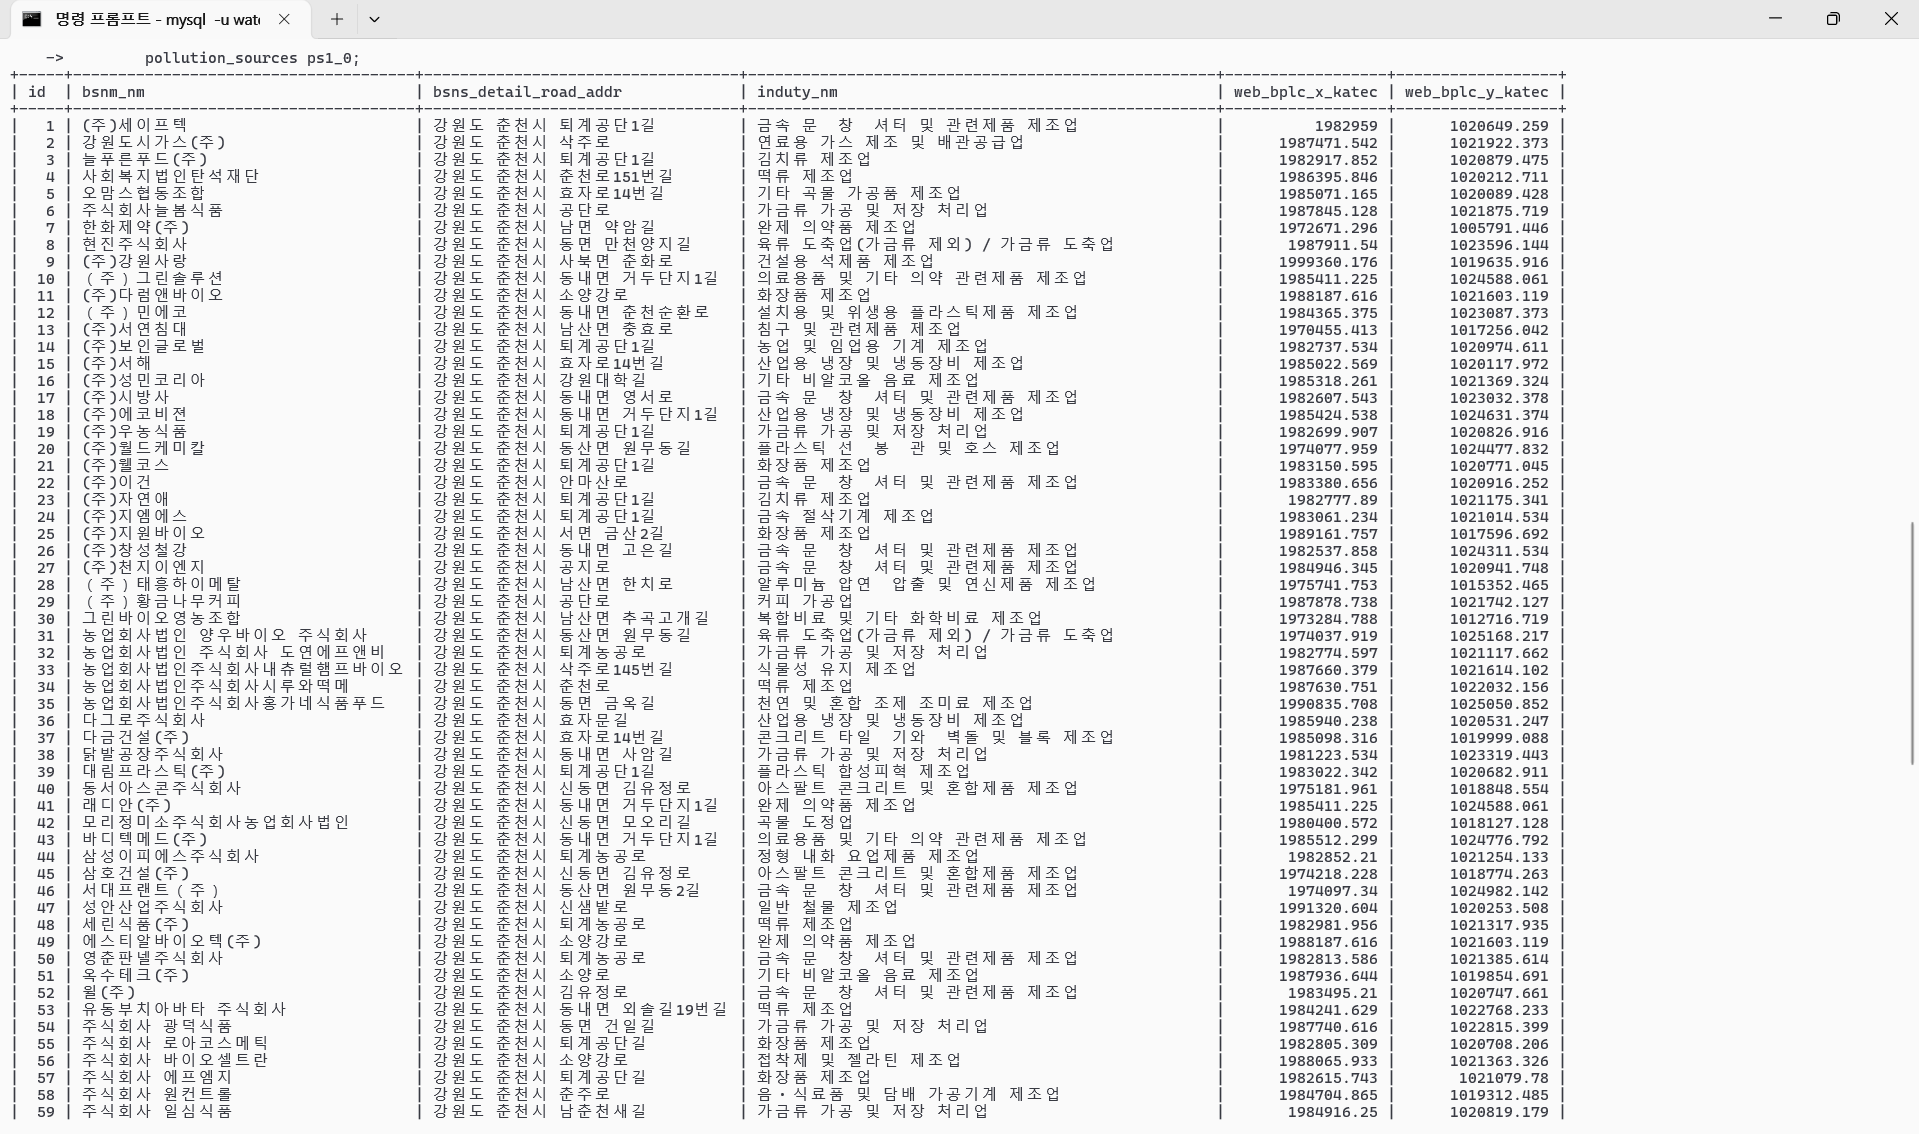 명령 프롬프트 - mysql -u wat
-> pollution_sources ps1_0;
| id | bsnm_nm | bsns_detail_road_addr | induty_nm | web_bplc_x_katec | web_bplc_y_katec |
| 1 | (주)세이프텍 | 강원도 춘천시 퇴계공단1길 | 금속 문 창 셔터 및 관련제품 제조업 | 1982959 | 1020649.259 |
| 2 | 강원도시가스(주) | 강원도 춘천시 삭주로 | 연료용 가스 제조 및 배관공급업 | 1987471.542 | 1021922.373 |
| 3 | 늘푸른푸드(주) | 강원도 춘천시 퇴계공단1길 | 김치류 제조업 | 1982917.852 | 1020879.475 |
| 4 | 사회복지법인탄석재단 | 강원도 춘천시 춘천로151번길 | 떡류 제조업 | 1986395.846 | 1020212.711 |
| 5 | 오맘스협동조합 | 강원도 춘천시 효자로14번길 | 기타 곡물 가공품 제조업 | 1985071.165 | 1020089.428 |
| 6 | 주식회사늘봄식품 | 강원도 춘천시 공단로 | 가금류 가공 및 저장 처리업 | 1987845.128 | 1021875.719 |
| 7 | 한화제약(주) | 강원도 춘천시 남면 약암길 | 완제 의약품 제조업 | 1972671.296 | 1005791.446 |
| 8 | 현진주식회사 | 강원도 춘천시 동면 만천양지길 | 육류 도축업(가금류 제외) / 가금류 도축업 | 1987911.54 | 1023596.144 |
| 9 | (주)강원사랑 | 강원도 춘천시 사북면 춘화로 | 건설용 석제품 제조업 | 1999360.176 | 1019635.916 |
| 10 | （주）그린솔루션 | 강원도 춘천시 동내면 거두단지1길 | 의료용품 및 기타 의약 관련제품 제조업 | 1985411.225 | 1024588.061 |
| 11 | (주)다럼앤바이오 | 강원도 춘천시 소양강로 | 화장품 제조업 | 1988187.616 | 1021603.119 |
| 12 | （주）민에코 | 강원도 춘천시 동내면 춘천순환로 | 설치용 및 위생용 플라스틱제품 제조업 | 1984365.375 | 1023087.373 |
| 13 | (주)서연침대 | 강원도 춘천시 남산면 충효로 | 침구 및 관련제품 제조업 | 1970455.413 | 1017256.042 |
| 14 | (주)보인글로벌 | 강원도 춘천시 퇴계공단1길 | 농업 및 임업용 기계 제조업 | 1982737.534 | 1020974.611 |
| 15 | (주)서해 | 강원도 춘천시 효자로14번길 | 산업용 냉장 및 냉동장비 제조업 | 1985022.569 | 1020117.972 |
| 16 | (주)성민코리아 | 강원도 춘천시 강원대학길 | 기타 비알코올 음료 제조업 | 1985318.261 | 1021369.324 |
| 17 | (주)시방사 | 강원도 춘천시 동내면 영서로 | 금속 문 창 셔터 및 관련제품 제조업 | 1982607.543 | 1023032.378 |
| 18 | (주)에코비젼 | 강원도 춘천시 동내면 거두단지1길 | 산업용 냉장 및 냉동장비 제조업 | 1985424.538 | 1024631.374 |
| 19 | (주)우농식품 | 강원도 춘천시 퇴계공단1길 | 가금류 가공 및 저장 처리업 | 1982699.907 | 1020826.916 |
| 20 | (주)월드케미칼 | 강원도 춘천시 동산면 원무동길 | 플라스틱 선 봉 관 및 호스 제조업 | 1974077.959 | 1024477.832 |
| 21 | (주)웰코스 | 강원도 춘천시 퇴계공단1길 | 화장품 제조업 | 1983150.595 | 1020771.045 |
| 22 | (주)이건 | 강원도 춘천시 안마산로 | 금속 문 창 셔터 및 관련제품 제조업 | 1983380.656 | 1020916.252 |
| 23 | (주)자연애 | 강원도 춘천시 퇴계공단1길 | 김치류 제조업 | 1982777.89 | 1021175.341 |
| 24 | (주)지엠에스 | 강원도 춘천시 퇴계공단1길 | 금속 절삭기계 제조업 | 1983061.234 | 1021014.534 |
| 25 | (주)지원바이오 | 강원도 춘천시 서면 금산2길 | 화장품 제조업 | 1989161.757 | 1017596.692 |
| 26 | (주)창성철강 | 강원도 춘천시 동내면 고은길 | 금속 문 창 셔터 및 관련제품 제조업 | 1982537.858 | 1024311.534 |
| 27 | (주)천지이엔지 | 강원도 춘천시 공지로 | 금속 문 창 셔터 및 관련제품 제조업 | 1984946.345 | 1020941.748 |
| 28 | （주）태흥하이메탈 | 강원도 춘천시 남산면 한치로 | 알루미늄 압연 압출 및 연신제품 제조업 | 1975741.753 | 1015352.465 |
| 29 | （주）황금나무커피 | 강원도 춘천시 공단로 | 커피 가공업 | 1987878.738 | 1021742.127 |
| 30 | 그린바이오영농조합 | 강원도 춘천시 남산면 추곡고개길 | 복합비료 및 기타 화학비료 제조업 | 1973284.788 | 1012716.719 |
| 31 | 농업회사법인 양우바이오 주식회사 | 강원도 춘천시 동산면 원무동길 | 육류 도축업(가금류 제외) / 가금류 도축업 | 1974037.919 | 1025168.217 |
| 32 | 농업회사법인 주식회사 도연에프앤비 | 강원도 춘천시 퇴계농공로 | 가금류 가공 및 저장 처리업 | 1982774.597 | 1021117.662 |
| 33 | 농업회사법인주식회사내츄럴햄프바이오 | 강원도 춘천시 삭주로145번길 | 식물성 유지 제조업 | 1987660.379 | 1021614.102 |
| 34 | 농업회사법인주식회사시루와떡메 | 강원도 춘천시 춘천로 | 떡류 제조업 | 1987630.751 | 1022032.156 |
| 35 | 농업회사법인주식회사홍가네식품푸드 | 강원도 춘천시 동면 금옥길 | 천연 및 혼합 조제 조미료 제조업 | 1990835.708 | 1025050.852 |
| 36 | 다그로주식회사 | 강원도 춘천시 효자문길 | 산업용 냉장 및 냉동장비 제조업 | 1985940.238 | 1020531.247 |
| 37 | 다금건설(주) | 강원도 춘천시 효자로14번길 | 콘크리트 타일 기와 벽돌 및 블록 제조업 | 1985098.316 | 1019999.088 |
| 38 | 닭발공장주식회사 | 강원도 춘천시 동내면 사암길 | 가금류 가공 및 저장 처리업 | 1981223.534 | 1023319.443 |
| 39 | 대림프라스틱(주) | 강원도 춘천시 퇴계공단1길 | 플라스틱 합성피혁 제조업 | 1983022.342 | 1020682.911 |
| 40 | 동서아스콘주식회사 | 강원도 춘천시 신동면 김유정로 | 아스팔트 콘크리트 및 혼합제품 제조업 | 1975181.961 | 1018848.554 |
| 41 | 래디안(주) | 강원도 춘천시 동내면 거두단지1길 | 완제 의약품 제조업 | 1985411.225 | 1024588.061 |
| 42 | 모리정미소주식회사농업회사법인 | 강원도 춘천시 신동면 모오리길 | 곡물 도정업 | 1980400.572 | 1018127.128 |
| 43 | 바디텍메드(주) | 강원도 춘천시 동내면 거두단지1길 | 의료용품 및 기타 의약 관련제품 제조업 | 1985512.299 | 1024776.792 |
| 44 | 삼성이피에스주식회사 | 강원도 춘천시 퇴계농공로 | 정형 내화 요업제품 제조업 | 1982852.21 | 1021254.133 |
| 45 | 삼호건설(주) | 강원도 춘천시 신동면 김유정로 | 아스팔트 콘크리트 및 혼합제품 제조업 | 1974218.228 | 1018774.263 |
| 46 | 서대프랜트（주） | 강원도 춘천시 동산면 원무동2길 | 금속 문 창 셔터 및 관련제품 제조업 | 1974097.34 | 1024982.142 |
| 47 | 성안산업주식회사 | 강원도 춘천시 신샘밭로 | 일반 철물 제조업 | 1991320.604 | 1020253.508 |
| 48 | 세린식품(주) | 강원도 춘천시 퇴계농공로 | 떡류 제조업 | 1982981.956 | 1021317.935 |
| 49 | 에스티알바이오텍(주) | 강원도 춘천시 소양강로 | 완제 의약품 제조업 | 1988187.616 | 1021603.119 |
| 50 | 영춘판넬주식회사 | 강원도 춘천시 퇴계농공로 | 금속 문 창 셔터 및 관련제품 제조업 | 1982813.586 | 1021385.614 |
| 51 | 옥수테크(주) | 강원도 춘천시 소양로 | 기타 비알코올 음료 제조업 | 1987936.644 | 1019854.691 |
| 52 | 윌(주) | 강원도 춘천시 김유정로 | 금속 문 창 셔터 및 관련제품 제조업 | 1983495.21 | 1020747.661 |
| 53 | 유동부치아바타 주식회사 | 강원도 춘천시 동내면 외솔길19번길 | 떡류 제조업 | 1984241.629 | 1022768.233 |
| 54 | 주식회사 광덕식품 | 강원도 춘천시 동면 건일길 | 가금류 가공 및 저장 처리업 | 1987740.616 | 1022815.399 |
| 55 | 주식회사 로아코스메틱 | 강원도 춘천시 퇴계공단길 | 화장품 제조업 | 1982805.309 | 1020708.206 |
| 56 | 주식회사 바이오셀트란 | 강원도 춘천시 소양강로 | 접착제 및 젤라틴 제조업 | 1988065.933 | 1021363.326 |
| 57 | 주식회사 에프엠지 | 강원도 춘천시 퇴계공단길 | 화장품 제조업 | 1982615.743 | 1021079.78 |
| 58 | 주식회사 원컨트롤 | 강원도 춘천시 춘주로 | 음·식료품 및 담배 가공기계 제조업 | 1984704.865 | 1019312.485 |
| 59 | 주식회사 일심식품 | 강원도 춘천시 남춘천새길 | 가금류 가공 및 저장 처리업 | 1984916.25 | 1020819.179 |